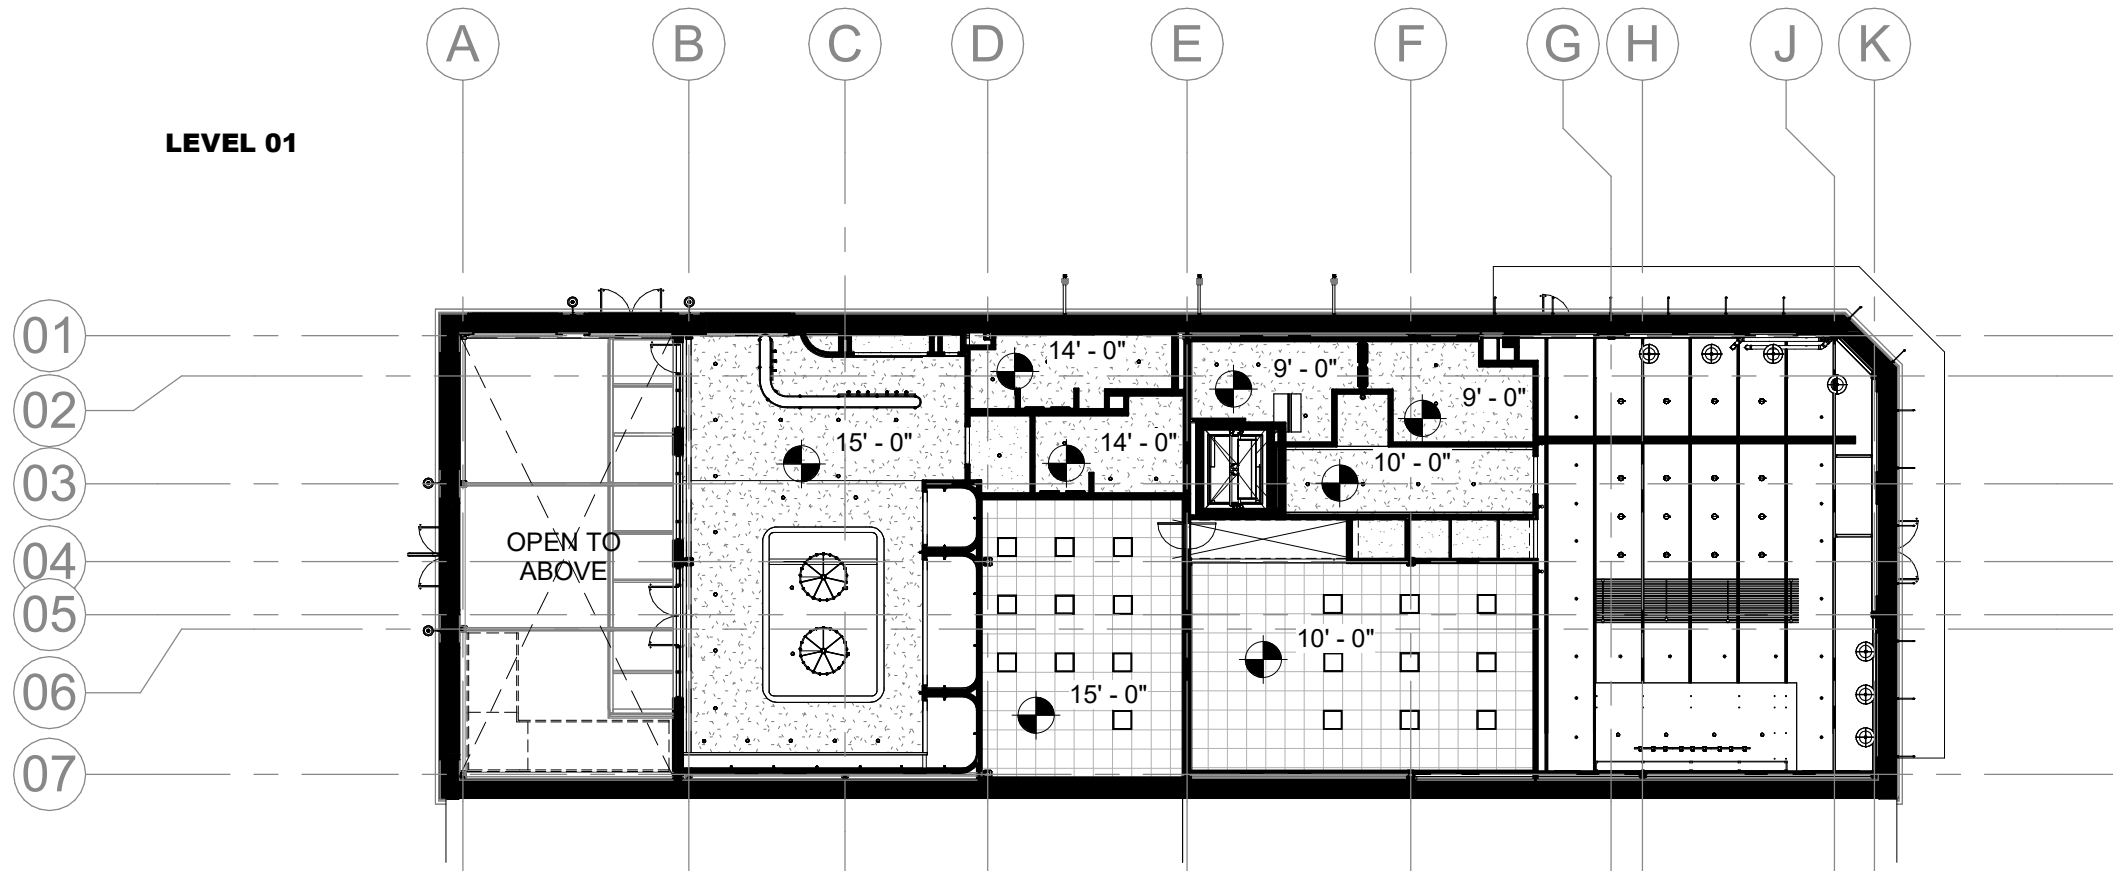 A B C D E F G H J K
LEVEL 01
01
02
03
04
05
06
07
14' - 0"
9' - 0"
9' - 0"
15' - 0"
14' - 0"
10' - 0"
OPEN TO
ABOVE
10' - 0"
15' - 0"